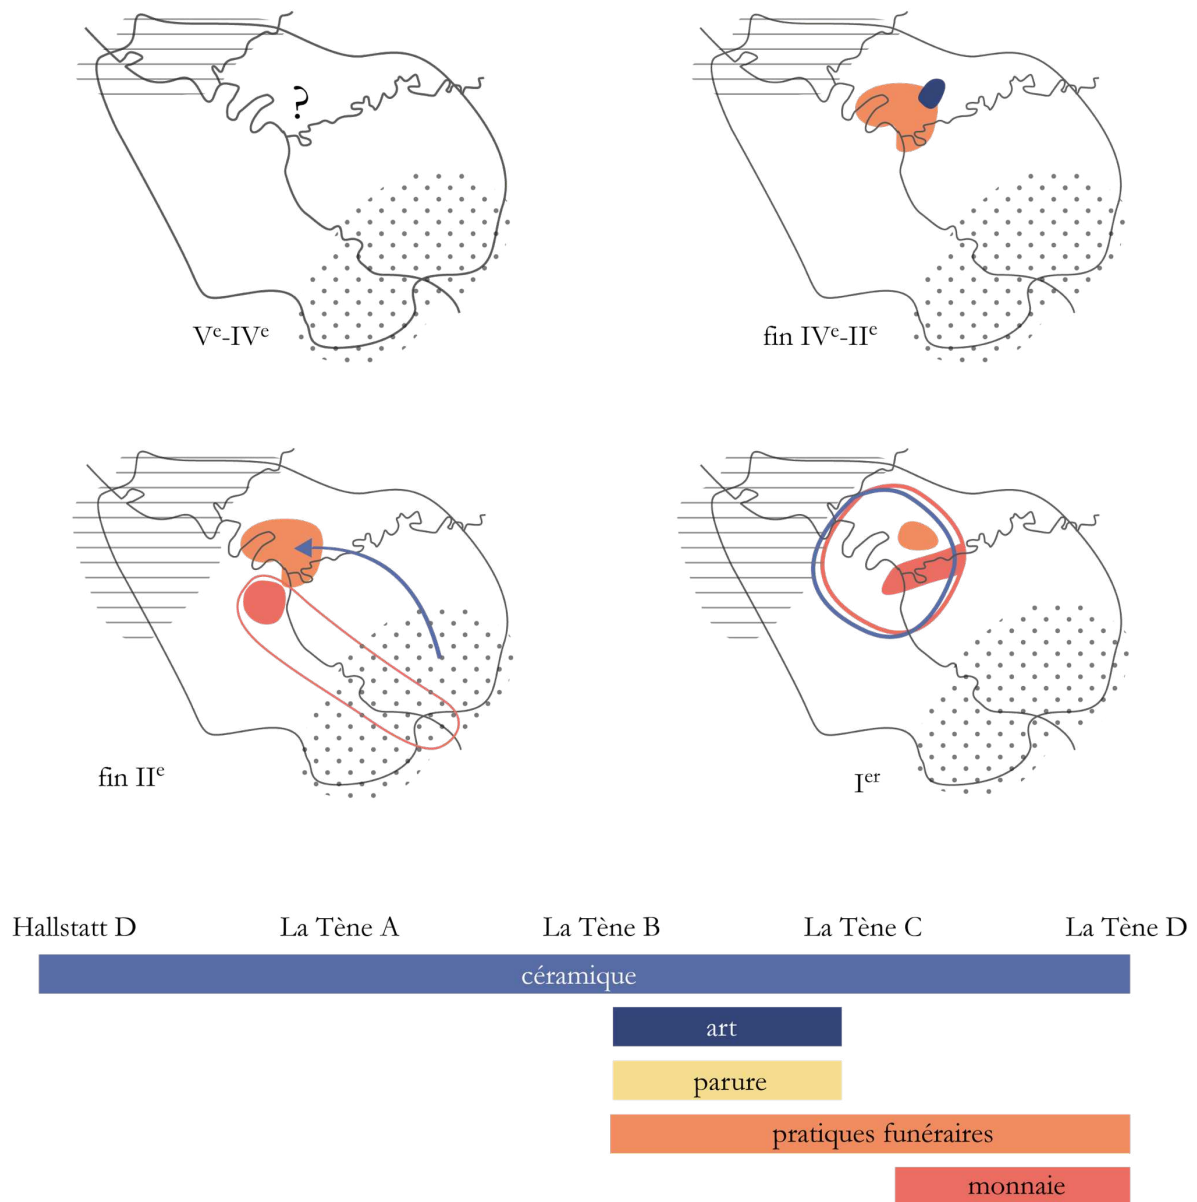 ?
Ve-IVe
fin IVe-IIe
fin IIe
Ier
Hallstatt D La Tène A La Tène B La Tène C La Tène D
céramique
art
parure
pratiques funéraires
monnaie